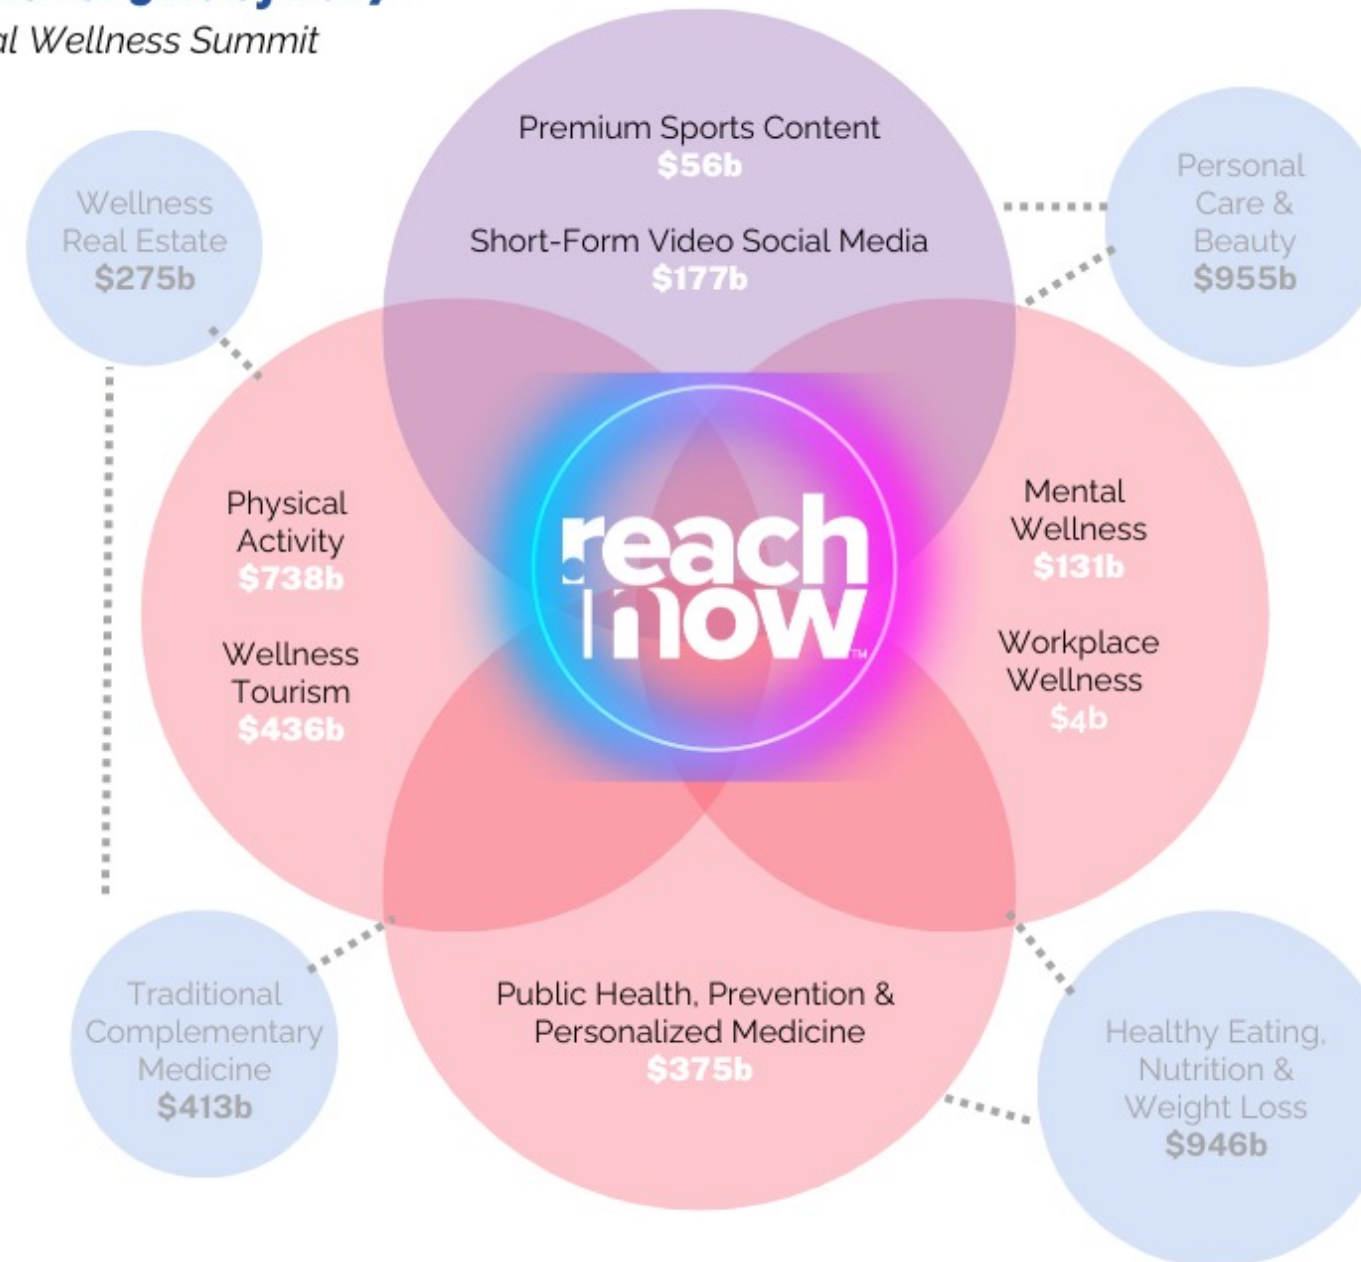 al Wellness Summit
Premium Sports Content
$56b
Short-Form Video Social Media
$177b
Wellness
Real Estate
$275b
Personal
Care &
Beauty
$955b
Physical
Activity
$738b
Wellness
Tourism
$436b
reach
now
TM
Mental
Wellness
$131b
Workplace
Wellness
$4b
Public Health, Prevention &
Personalized Medicine
$375b
Traditional
Complementary
Medicine
$413b
Healthy Eating,
Nutrition &
Weight Loss
$946b